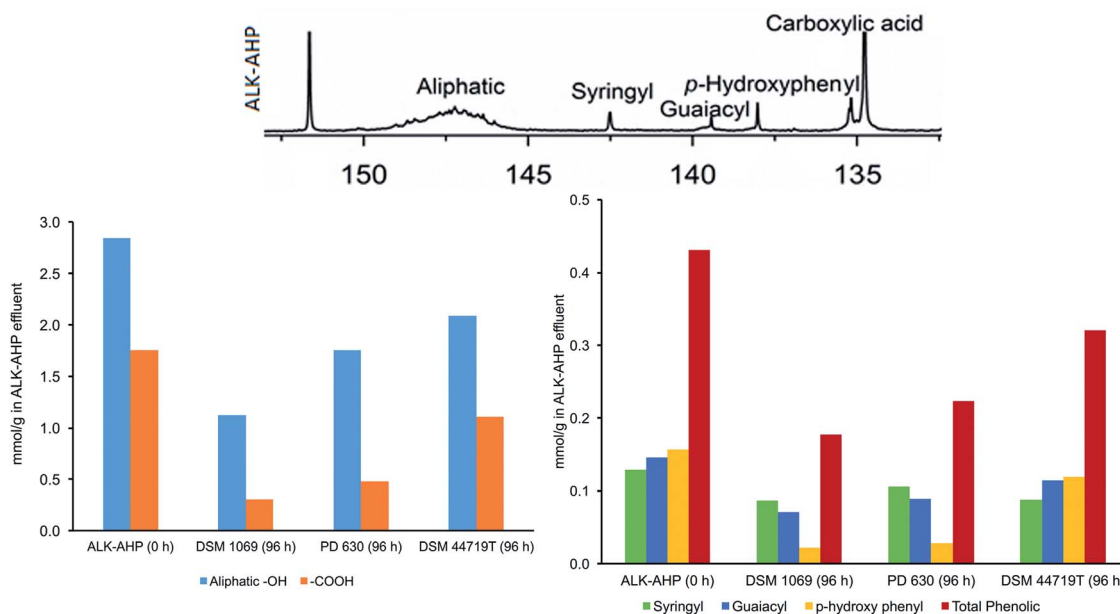 ALK-AHP
Carboxylic acid
Aliphatic
Syringyl
p-Hydroxyphenyl
Guaiacyl
150 145 140 135
mmol/g in ALK-AHP effluent
3.0
2.5
2.0
1.5
1.0
0.5
0.0
ALK-AHP (0 h) DSM 1069 (96 h) PD 630 (96 h) DSM 44719T (96 h)
Aliphatic -OH -COOH
mmol/g in ALK-AHP effluent
0.5
0.4
0.3
0.2
0.1
0.0
ALK-AHP (0 h) DSM 1069 (96 h) PD 630 (96 h) DSM 44719T (96 h)
Syringyl Guaiacyl p-hydroxy phenyl Total Phenolic